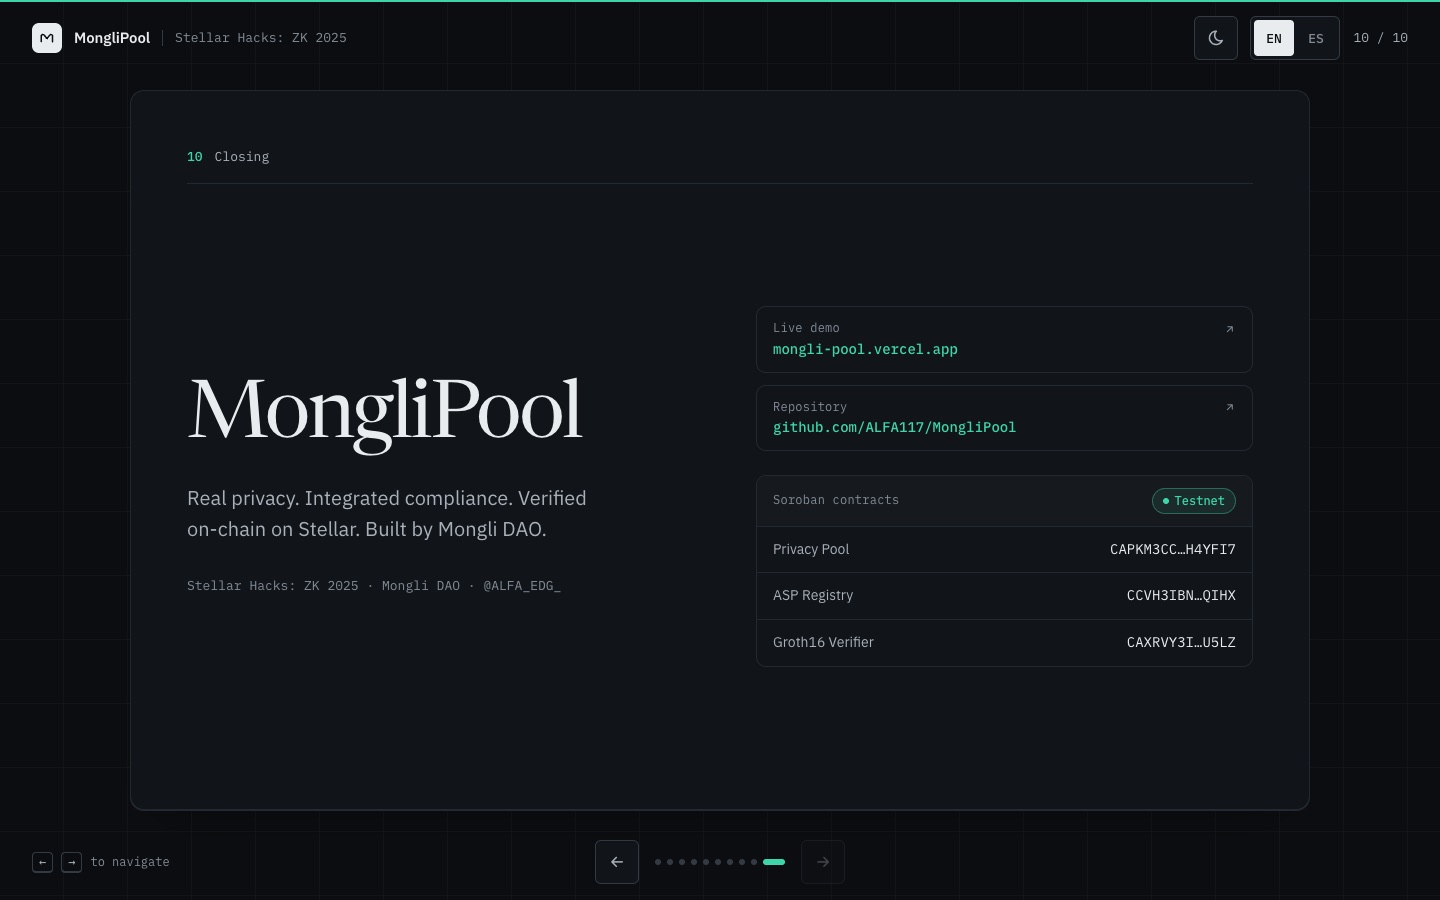 MongliPool
Stellar Hacks: ZK 2025
EN
ES
10 / 10
10 Closing
MongliPool
Real privacy. Integrated compliance. Verified
on-chain on Stellar. Built by Mongli DAO.
Stellar Hacks: ZK 2025 · Mongli DAO · @ALFA_EDG_
Live demo
mongli-pool.vercel.app
Repository
github.com/ALFA117/MongliPool
Soroban contracts
Testnet
Privacy Pool
CAPKM3CC…H4YFI7
ASP Registry
CCVH3IBN…QIHX
Groth16 Verifier
CAXRVY3I…U5LZ
← → to navigate